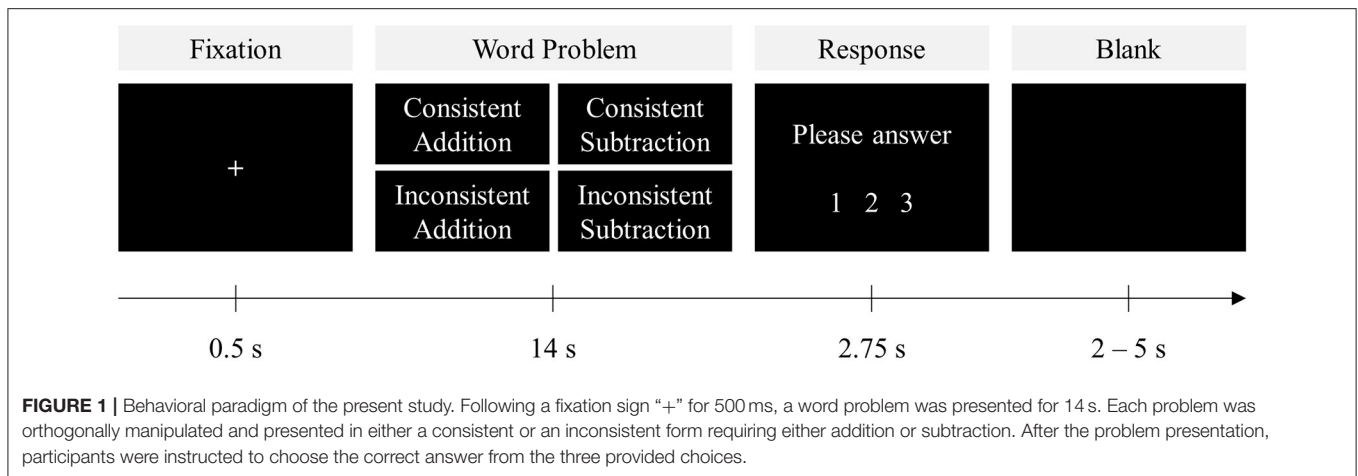 Fixation
Word Problem
Response
Blank
+
Consistent
Addition
Consistent
Subtraction
Inconsistent
Addition
Inconsistent
Subtraction
Please answer
1 2 3
0.5 s
14 s
2.75 s
2 – 5 s
FIGURE 1 | Behavioral paradigm of the present study. Following a fixation sign “+” for 500 ms, a word problem was presented for 14 s. Each problem was
orthogonally manipulated and presented in either a consistent or an inconsistent form requiring either addition or subtraction. After the problem presentation,
participants were instructed to choose the correct answer from the three provided choices.